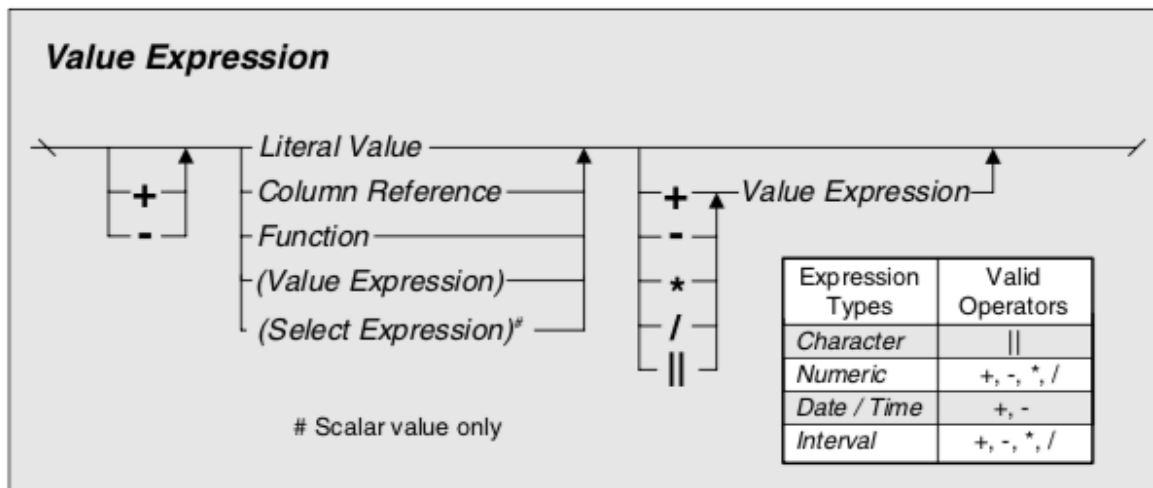 Value Expression
Literal Value
+ Column Reference + Value Expression
- Function -
(Value Expression) *
(Select Expression)# /
||
# Scalar value only
Expression Types Valid Operators
Character ||
Numeric +, -, *, /
Date / Time +, -
Interval +, -, *, /